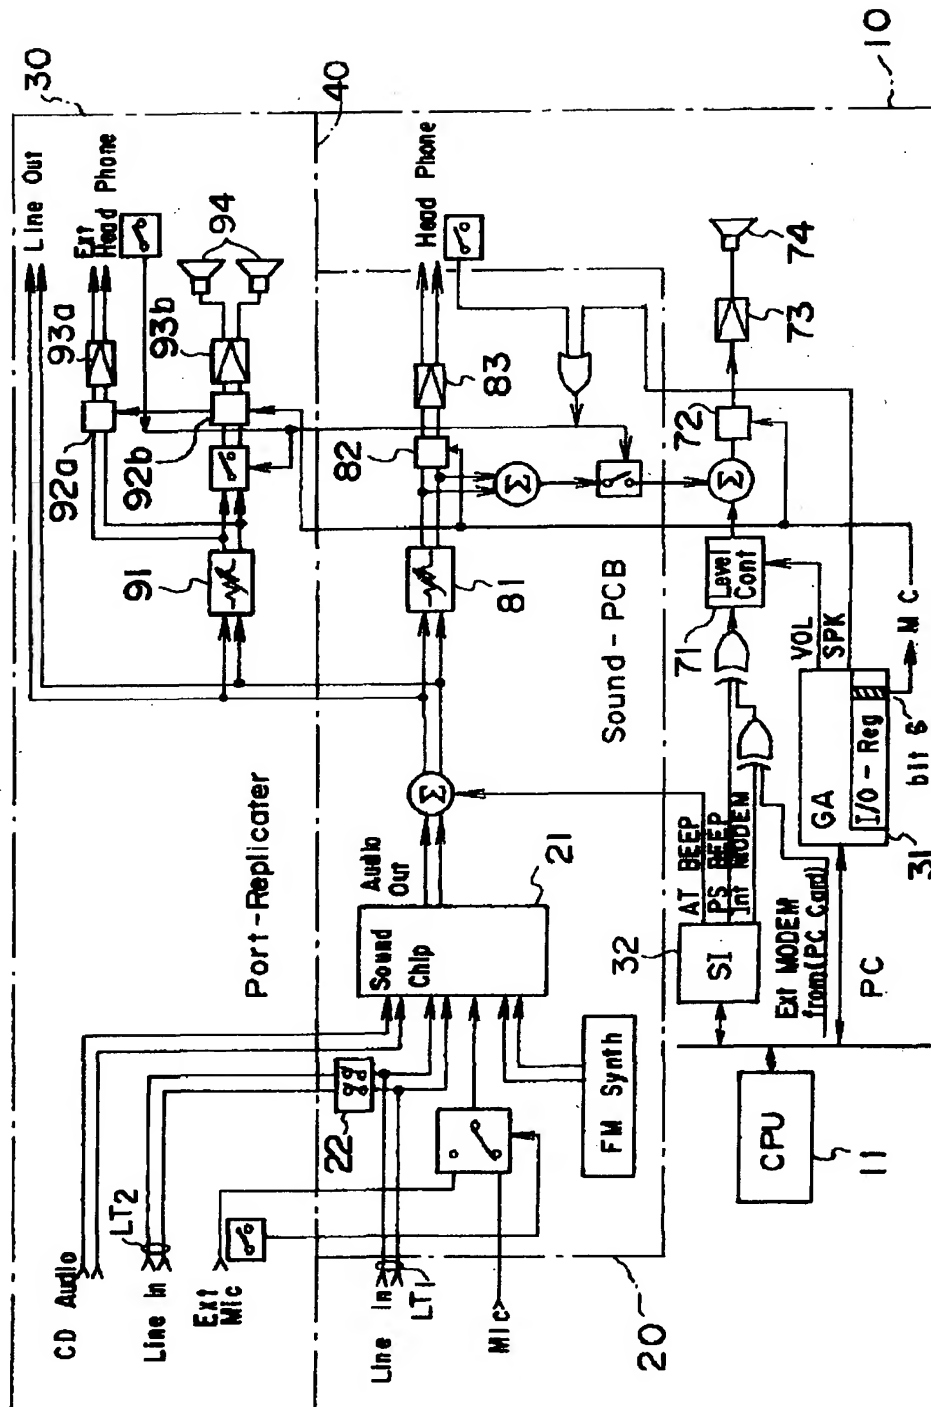 30
40
10
Line Out
Ext
Head Phone
93a
93b
94
92a
92b
91
Port-Replicater
Head Phone
83
82
81
Σ
Σ
Sound-PCB
Audio
Out
21
Sound
Chip
22
FM Synth
CD Audio
Line In
LT2
Ext
Mic
Line In
LT1
Mic
20
74
73
72
Σ
71
Level
Cont
VOL
SPK
MC
AT BEEP
PS BEEP
Int MODEM
32
SI
Ext MODEM
from(PC Card)
GA
I/O-Reg
bit 6
31
PC
CPU
11